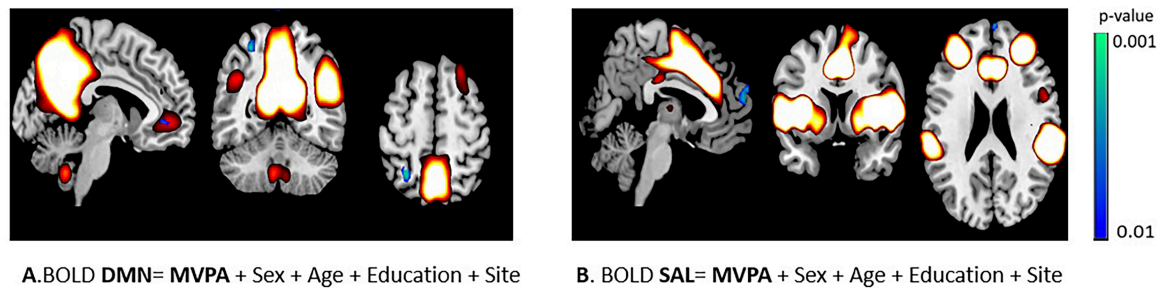 p-value
0.001
0.01
A.BOLD DMN= MVPA + Sex + Age + Education + Site
B. BOLD SAL= MVPA + Sex + Age + Education + Site